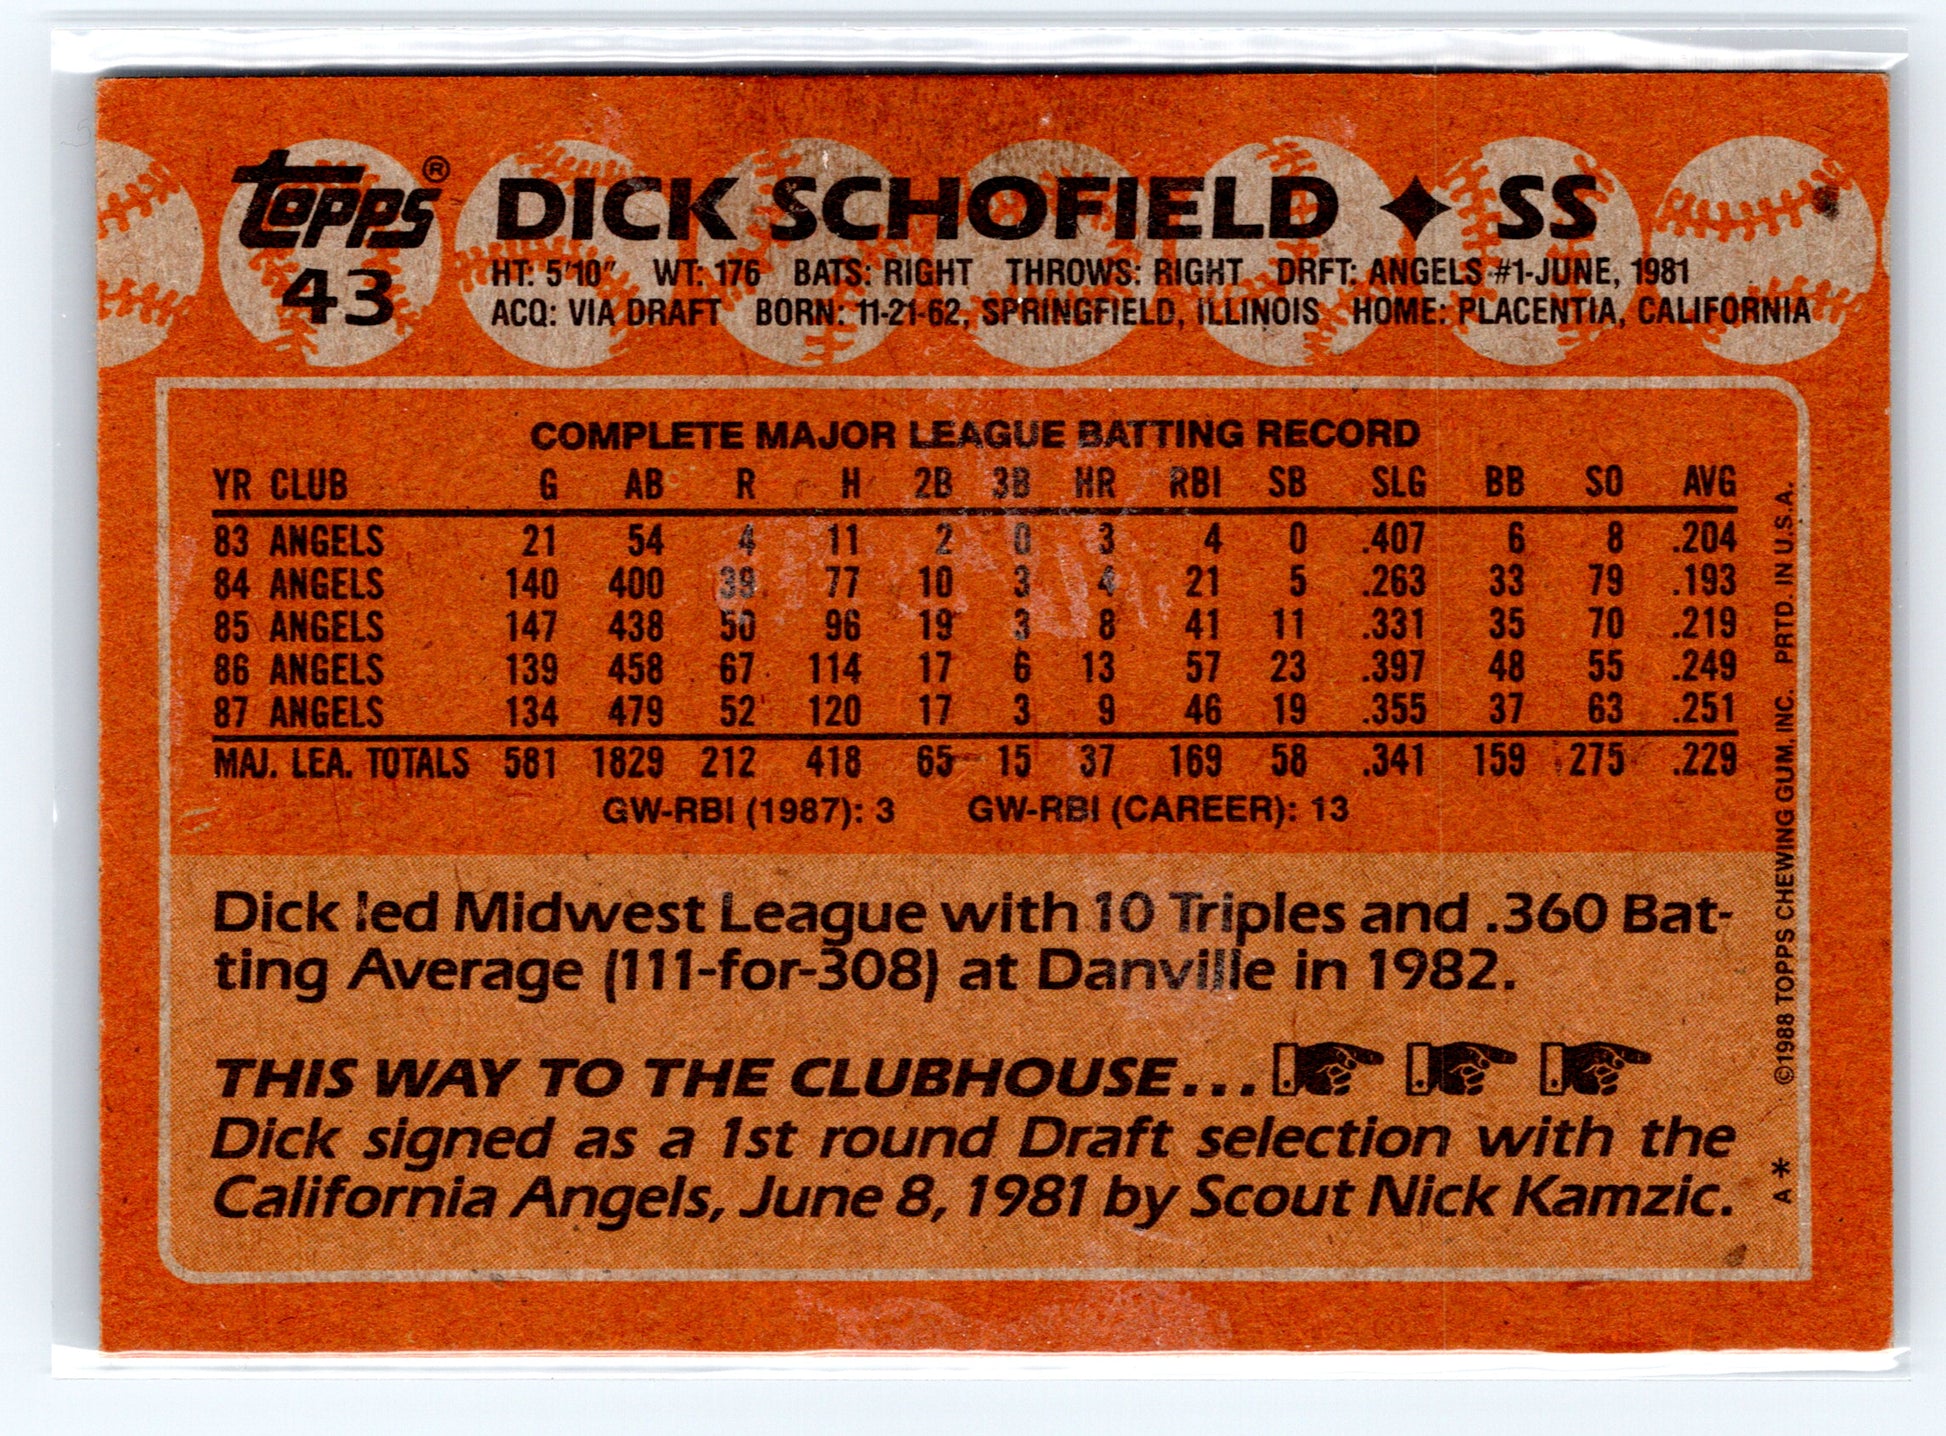 topps®
43
DICK SCHOFIELD ✦ SS
HT: 5'10" WT: 176 BATS: RIGHT THROWS: RIGHT DRFT: ANGELS #1-JUNE, 1981
ACQ: VIA DRAFT BORN: 11-21-62, SPRINGFIELD, ILLINOIS HOME: PLACENTIA, CALIFORNIA
COMPLETE MAJOR LEAGUE BATTING RECORD
YR CLUB G AB R H 2B 3B HR RBI SB SLG BB SO AVG
83 ANGELS 21 54 4 11 2 0 3 4 0 .407 6 8 .204
84 ANGELS 140 400 39 77 10 3 4 21 5 .263 33 79 .193
85 ANGELS 147 438 50 96 19 3 8 41 11 .331 35 70 .219
86 ANGELS 139 458 67 114 17 6 13 57 23 .397 48 55 .249
87 ANGELS 134 479 52 120 17 3 9 46 19 .355 37 63 .251
MAJ. LEA. TOTALS 581 1829 212 418 65 15 37 169 58 .341 159 275 .229
GW-RBI (1987): 3 GW-RBI (CAREER): 13
Dick led Midwest League with 10 Triples and .360 Bat-
ting Average (111-for-308) at Danville in 1982.
THIS WAY TO THE CLUBHOUSE...
Dick signed as a 1st round Draft selection with the
California Angels, June 8, 1981 by Scout Nick Kamzic.
A* ©1988 TOPPS CHEWING GUM, INC. PRTD. IN U.S.A.